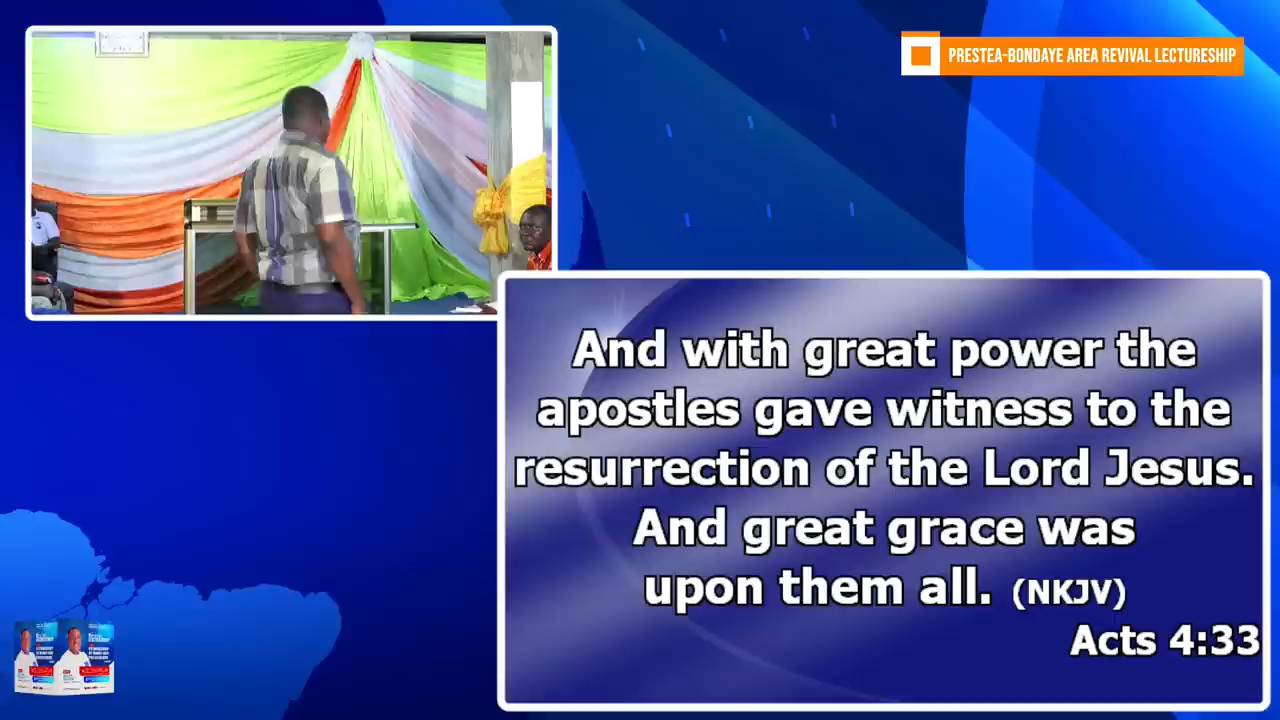 PRESTEA-BONDAYE AREA REVIVAL LECTURESHIP
And with great power the
apostles gave witness to the
resurrection of the Lord Jesus.
And great grace was
upon them all. (NKJV)
Acts 4:33